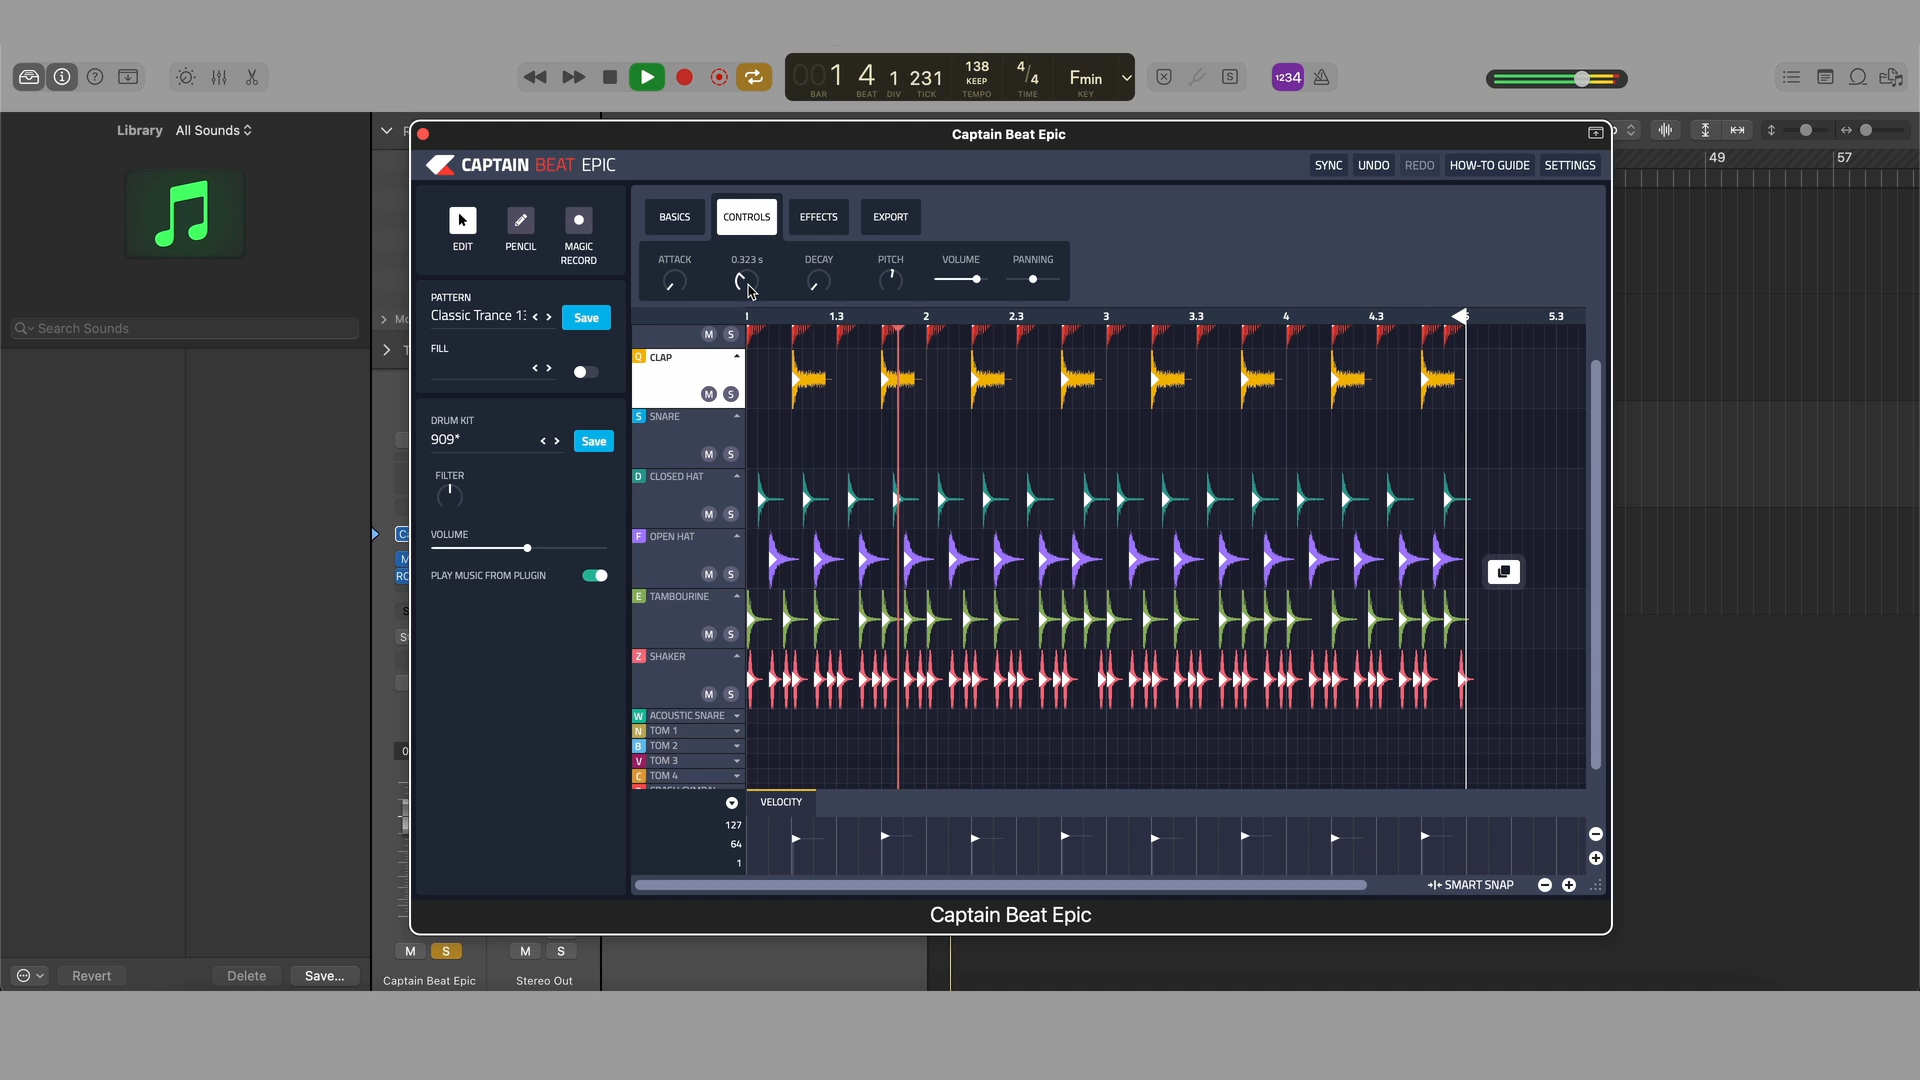 1 4 1 231 138 4/4 Fmin
KEEP
BAR BEAT DIV TICK TEMPO TIME KEY
1234
S
Library All Sounds
Captain Beat Epic
49 57
CAPTAIN BEAT EPIC
SYNC UNDO REDO HOW-TO GUIDE SETTINGS
BASICS CONTROLS EFFECTS EXPORT
EDIT PENCIL MAGIC
RECORD
ATTACK 0.323 s DECAY PITCH VOLUME PANNING
PATTERN
Classic Trance 13 Save
FILL
Search Sounds
1 1.3 2 2.3 3 3.3 4 4.3 5.3
M S
Q CLAP
M S
S SNARE
M S
DRUM KIT
909* Save
FILTER
VOLUME
PLAY MUSIC FROM PLUGIN
D CLOSED HAT
M S
F OPEN HAT
M S
E TAMBOURINE
M S
Z SHAKER
M S
W ACOUSTIC SNARE
N TOM 1
B TOM 2
V TOM 3
C TOM 4
VELOCITY
127
64
1
SMART SNAP
Captain Beat Epic
M S M S
Revert Delete Save...
Captain Beat Epic Stereo Out